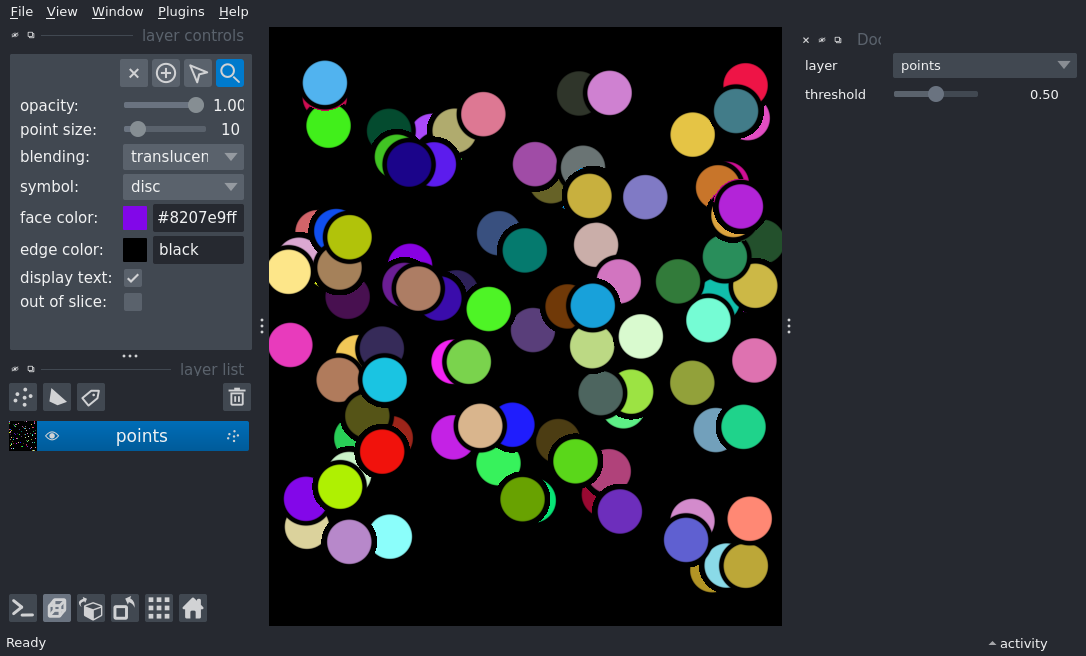 File View Window Plugins Help
layer controls
opacity: 1.00
point size: 10
blending: translucen
symbol: disc
face color: #8207e9ff
edge color: black
display text:
out of slice:
layer list
points
Ready
Doc
layer points
threshold 0.50
activity